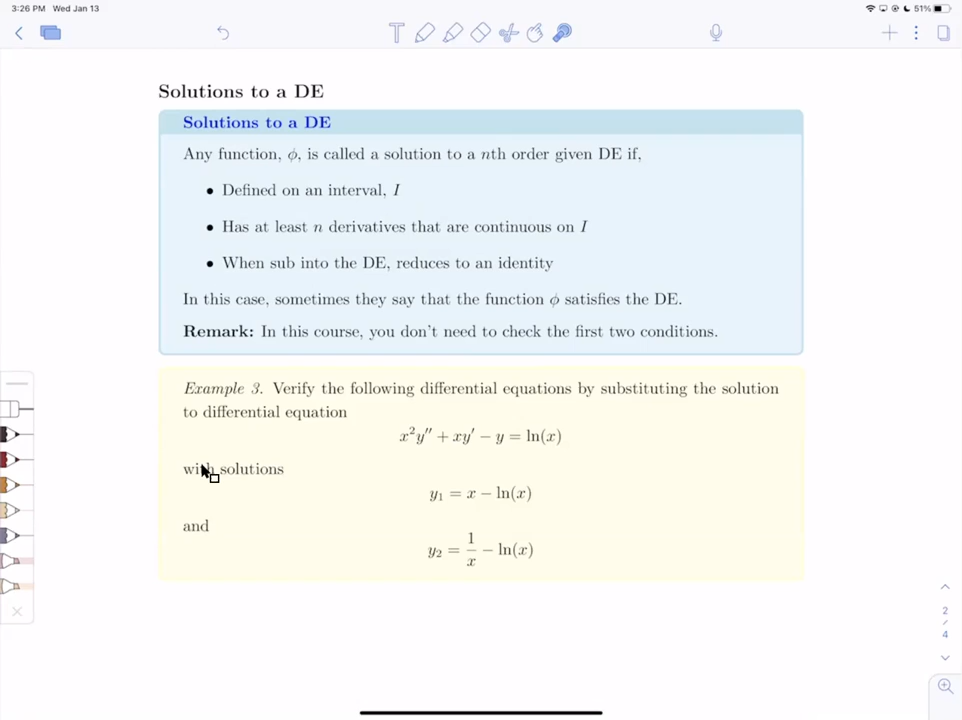 3:26 PM Wed Jan 13
51%
Solutions to a DE
Solutions to a DE
Any function, ϕ, is called a solution to a nth order given DE if,
• Defined on an interval, I
• Has at least n derivatives that are continuous on I
• When sub into the DE, reduces to an identity
In this case, sometimes they say that the function ϕ satisfies the DE.
Remark: In this course, you don't need to check the first two conditions.
Example 3. Verify the following differential equations by substituting the solution
to differential equation
x²y″ + xy′ − y = ln(x)
with solutions
y₁ = x − ln(x)
and
y₂ = 1/x − ln(x)
2
/
4